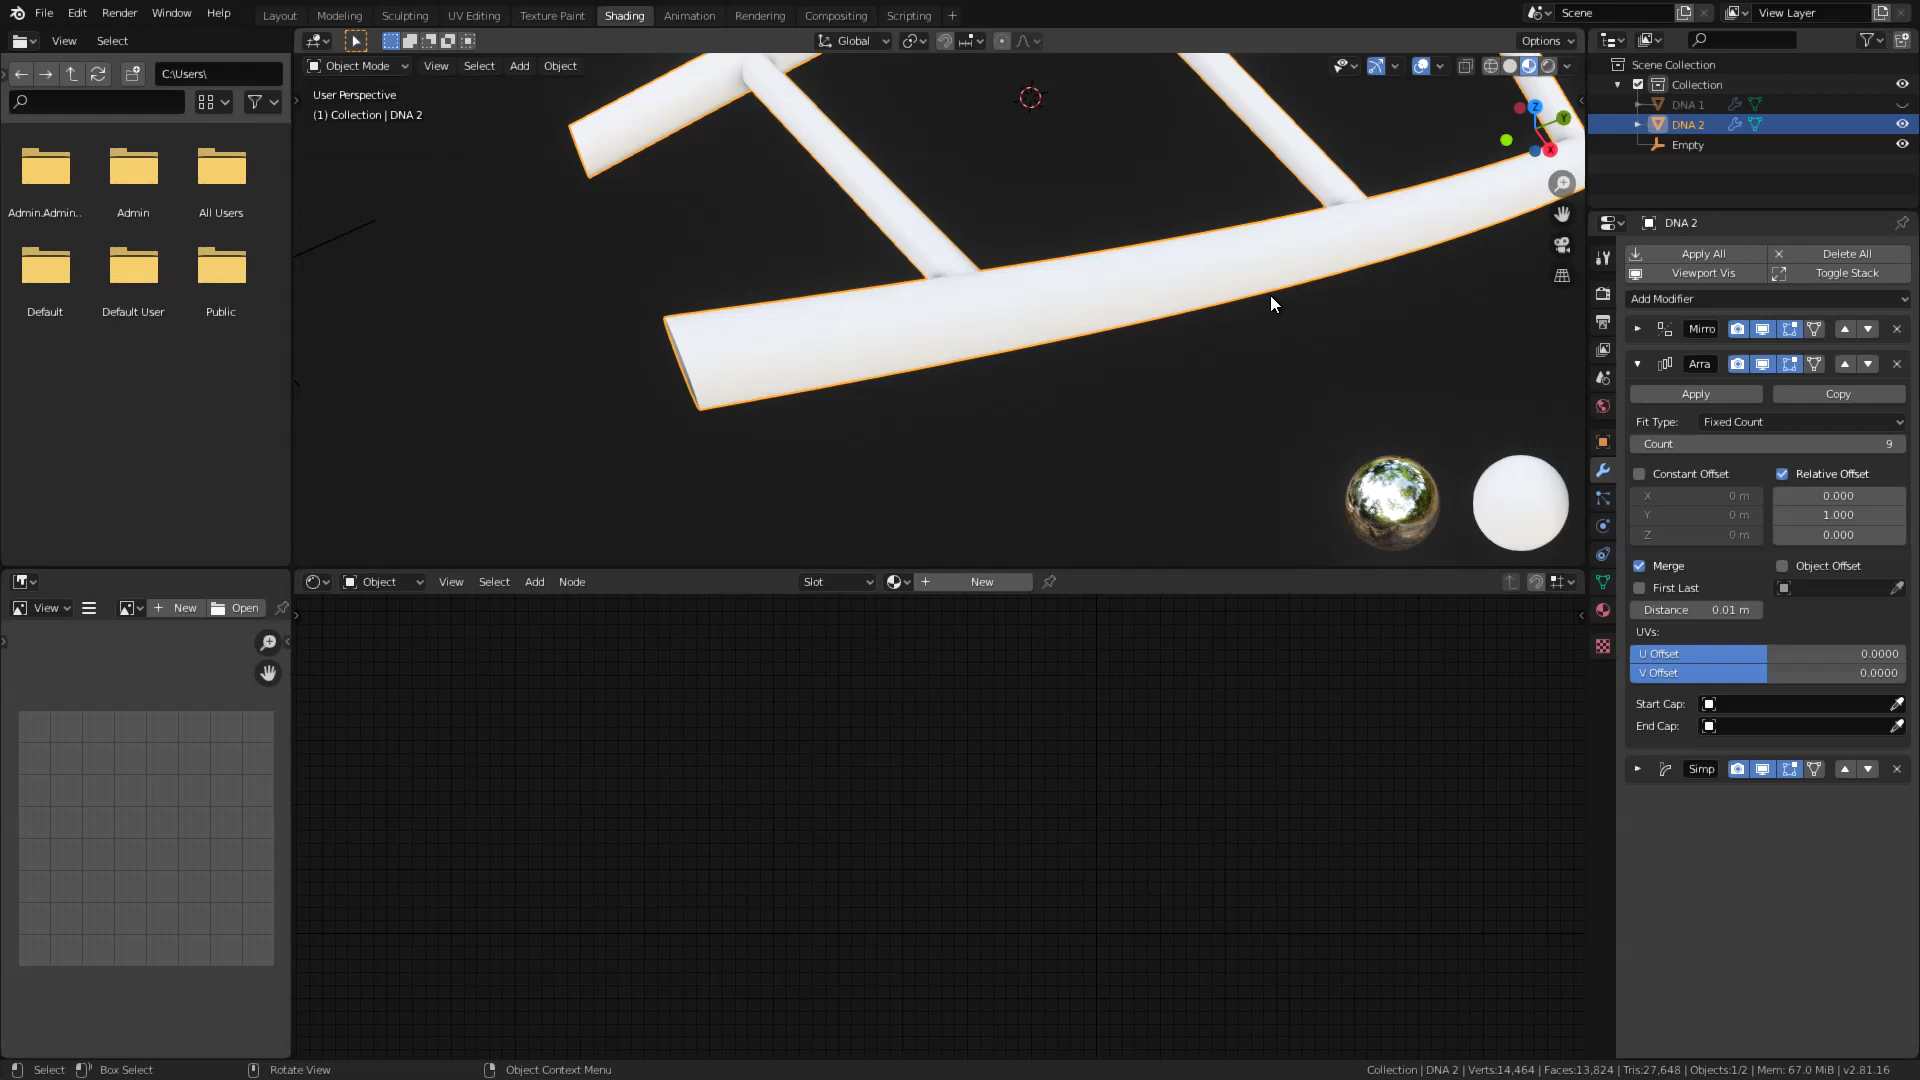 File Edit Render Window Help Layout Modeling Sculpting UV Editing Texture Paint Shading Animation Rendering Compositing Scripting + Scene View Layer
View Select Global Options
C:\Users\ Object Mode View Select Add Object Scene Collection
Collection
User Perspective DNA 1
(1) Collection | DNA 2 DNA 2
X Y Z
Empty
Admin.Admin.. Admin All Users
DNA 2
Apply All Delete All
Viewport Vis Toggle Stack
Add Modifier
Default Default User Public
Mirro
Arra
Apply Copy
Fit Type: Fixed Count
Count 9
Constant Offset Relative Offset
X 0 m 0.000
Y 0 m 1.000
Z 0 m 0.000
Merge Object Offset
Object View Select Add Node Slot New
First Last
View New Open
Distance 0.01 m
UVs:
U Offset 0.0000
V Offset 0.0000
Start Cap:
End Cap:
Simp
Select Box Select Rotate View Object Context Menu Collection | DNA 2 | Verts:14,464 | Faces:13,824 | Tris:27,648 | Objects:1/2 | Mem: 67.0 MiB | v2.81.16